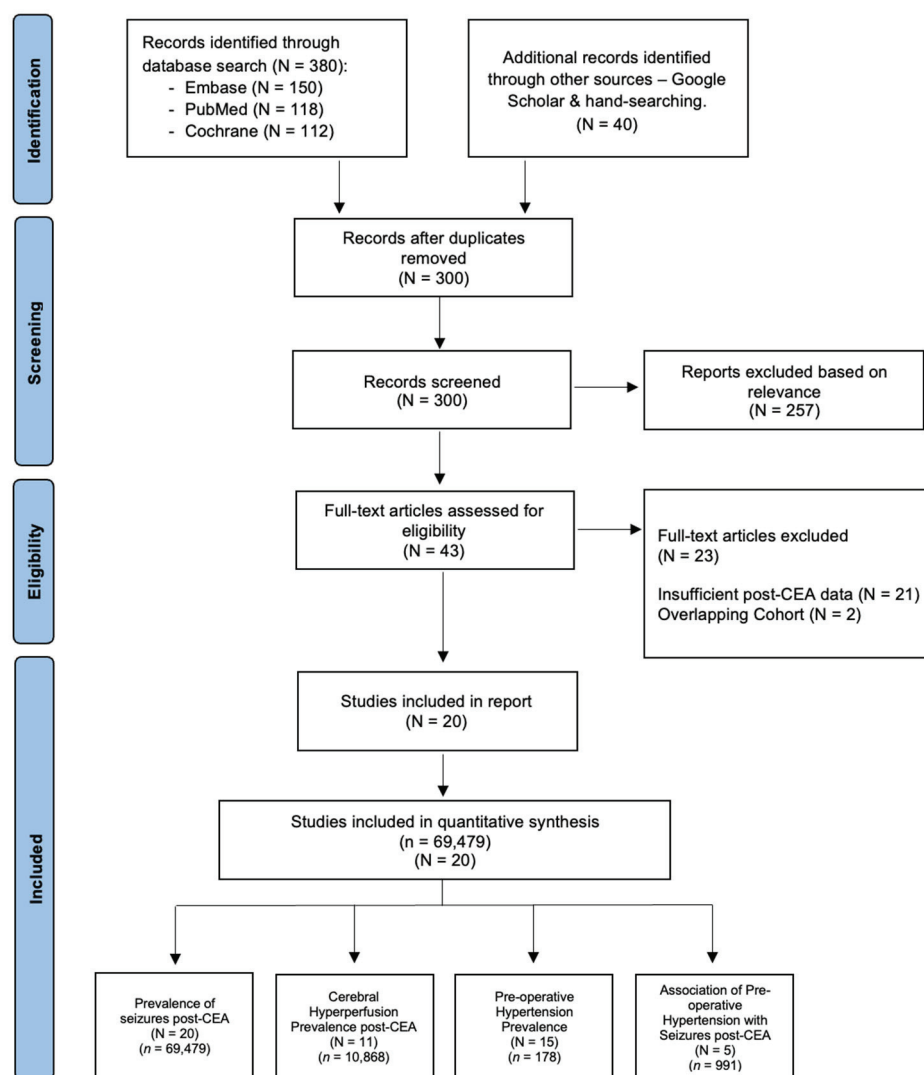 Identification
Records identified through
database search (N = 380):
- Embase (N = 150)
- PubMed (N = 118)
- Cochrane (N = 112)
Additional records identified
through other sources – Google
Scholar & hand-searching.
(N = 40)
Screening
Records after duplicates
removed
(N = 300)
Records screened
(N = 300)
Reports excluded based on
relevance
(N = 257)
Eligibility
Full-text articles assessed for
eligibility
(N = 43)
Full-text articles excluded
(N = 23)
Insufficient post-CEA data (N = 21)
Overlapping Cohort (N = 2)
Included
Studies included in report
(N = 20)
Studies included in quantitative synthesis
(n = 69,479)
(N = 20)
Prevalence of
seizures post-CEA
(N = 20)
n = 69,479
Cerebral
Hyperperfusion
Prevalence post-CEA
(N = 11)
n = 10,868
Pre-operative
Hypertension
Prevalence
(N = 15)
n = 178
Association of Pre-
operative
Hypertension with
Seizures post-CEA
(N = 5)
n = 991